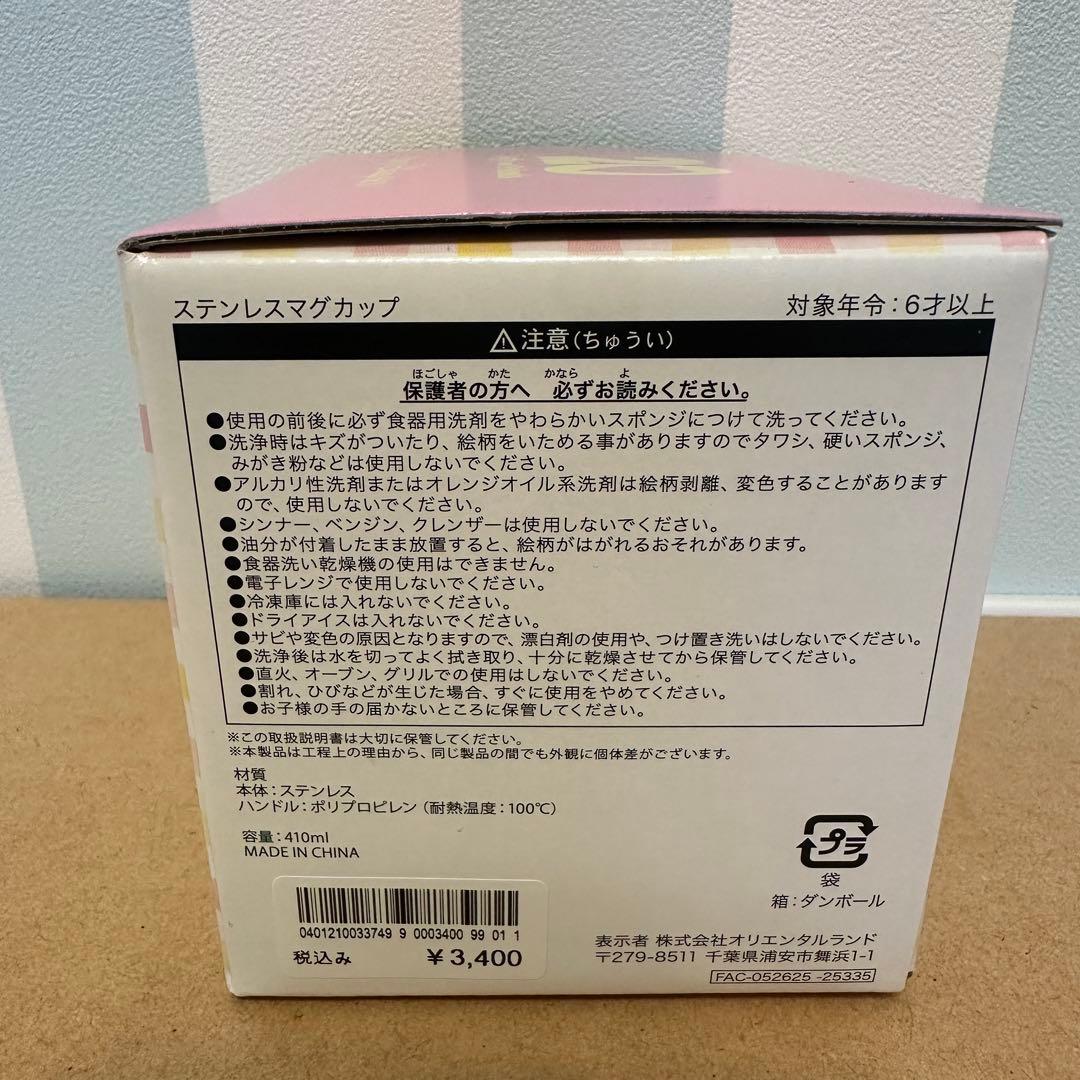 ステンレスマグカップ 対象年令:6才以上
⚠注意(ちゅうい)
ほごしゃ かた かなら よ
保護者の方へ 必ずお読みください。
●使用の前後に必ず食器用洗剤をやわらかいスポンジにつけて洗ってください。
●洗浄時はキズがついたり、絵柄をいためる事がありますのでタワシ、硬いスポンジ、
みがき粉などは使用しないでください。
●アルカリ性洗剤またはオレンジオイル系洗剤は絵柄剥離、変色することがあります
ので、使用しないでください。
●シンナー、ベンジン、クレンザーは使用しないでください。
●油分が付着したまま放置すると、絵柄がはがれるおそれがあります。
●食器洗い乾燥機の使用はできません。
●電子レンジで使用しないでください。
●冷凍庫には入れないでください。
●ドライアイスは入れないでください。
●サビや変色の原因となりますので、漂白剤の使用や、つけ置き洗いはしないでください。
●洗浄後は水を切ってよく拭き取り、十分に乾燥させてから保管してください。
●直火、オーブン、グリルでの使用はしないでください。
●割れ、ひびなどが生じた場合、すぐに使用をやめてください。
●お子様の手の届かないところに保管してください。
※この取扱説明書は大切に保管してください。
※本製品は工程上の理由から、同じ製品の間でも外観に個体差がございます。
材質
本体:ステンレス
ハンドル:ポリプロピレン(耐熱温度:100℃)
容量:410ml
MADE IN CHINA
プラ
袋
箱:ダンボール
0401210033749 9 0003400 99 01 1
税込み ¥3,400
表示者 株式会社オリエンタルランド
〒279-8511 千葉県浦安市舞浜1-1
FAC-052625 -25335